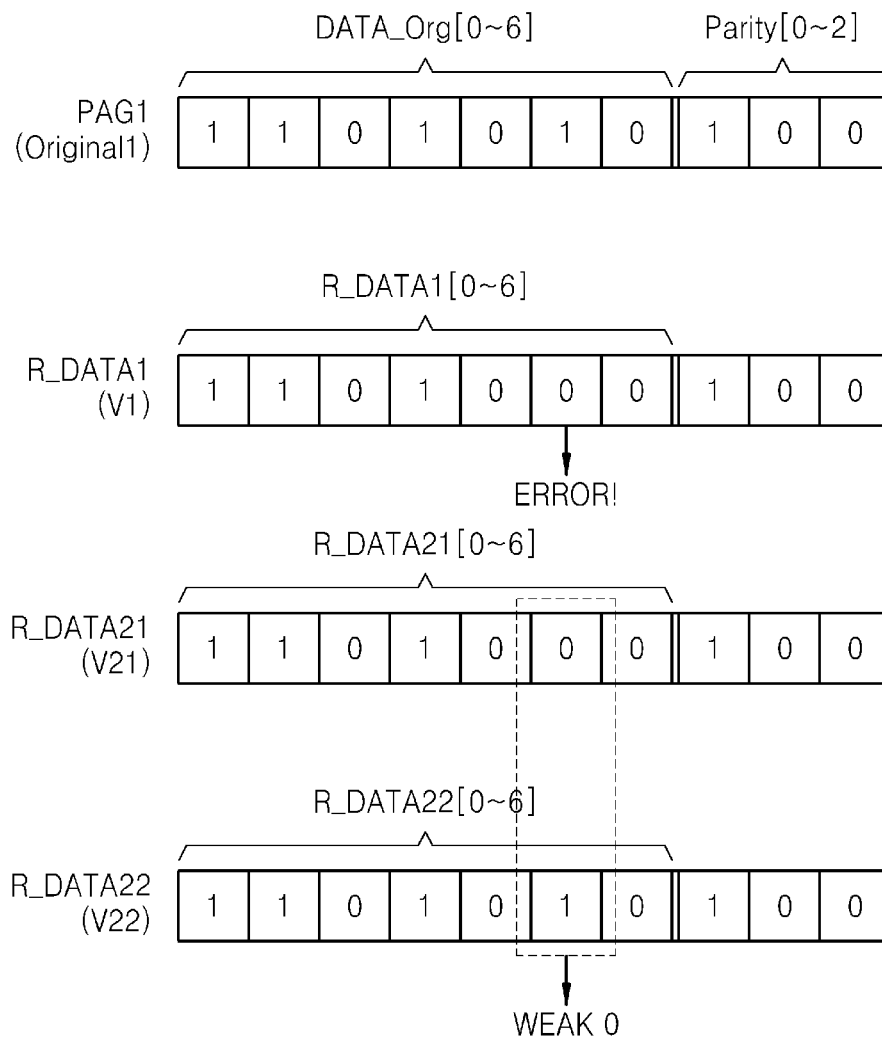 DATA_Org[0~6] Parity[0~2]
PAG1
(Original1)
1 1 0 1 0 1 0 1 0 0
R_DATA1[0~6]
R_DATA1
(V1)
1 1 0 1 0 0 0 1 0 0
ERROR!
R_DATA21[0~6]
R_DATA21
(V21)
1 1 0 1 0 0 0 1 0 0
R_DATA22[0~6]
R_DATA22
(V22)
1 1 0 1 0 1 0 1 0 0
WEAK 0